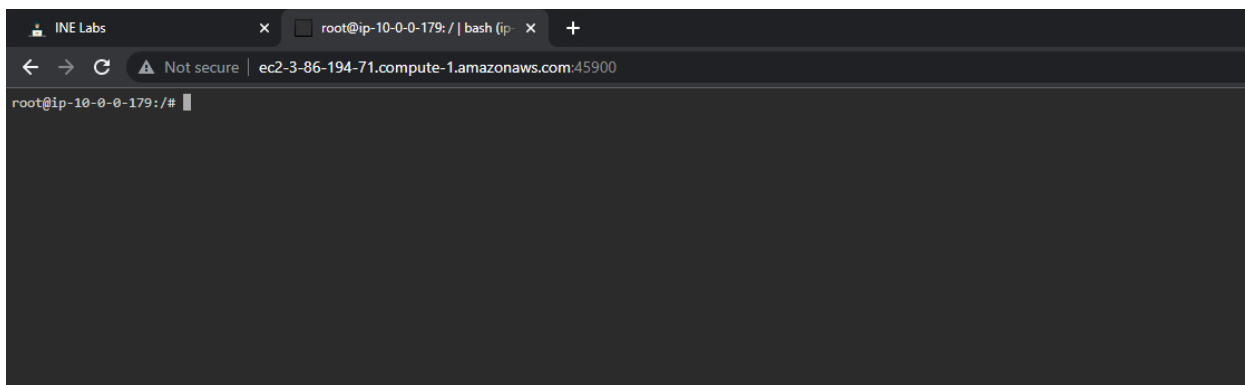 INE Labs
root@ip-10-0-0-179: / | bash (ip-
Not secure | ec2-3-86-194-71.compute-1.amazonaws.com:45900
root@ip-10-0-0-179:/#